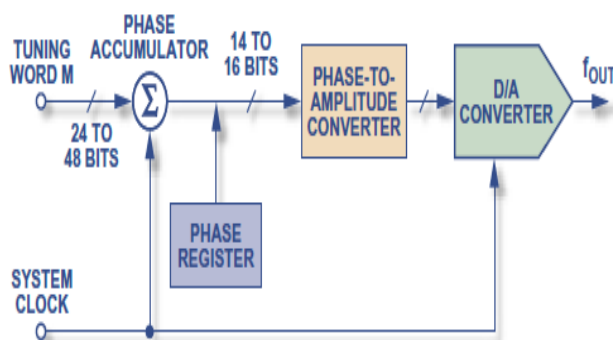 PHASE
ACCUMULATOR
TUNING
WORD M
Σ
24 TO
48 BITS
14 TO
16 BITS
PHASE-TO-
AMPLITUDE
CONVERTER
D/A
CONVERTER
fOUT
PHASE
REGISTER
SYSTEM
CLOCK